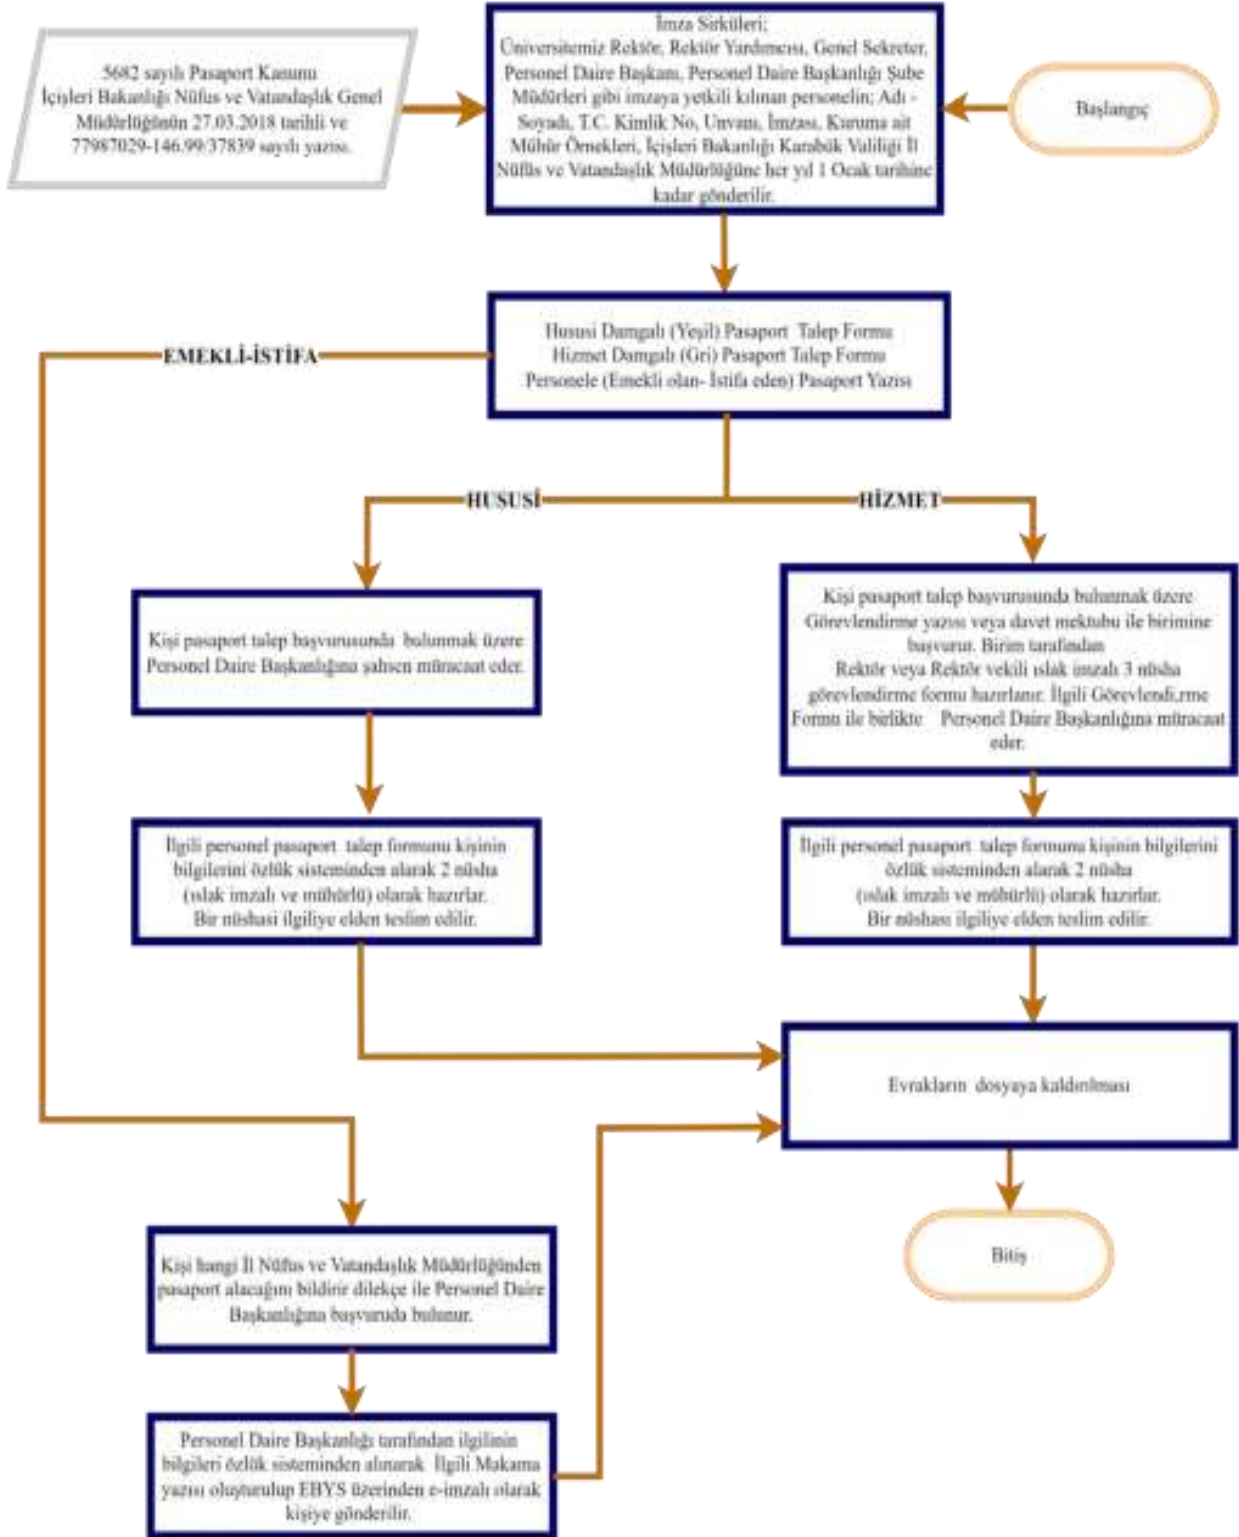 5682 sayılı Pasaport Kanunu
İçişleri Bakanlığı Nüfus ve Vatandaşlık Genel
Müdürlüğünün 27.03.2018 tarihli ve
77987029-146.99/37839 sayılı yazısı.
İmza Sirküleri;
Üniversitemiz Rektör, Rektör Yardımcısı, Genel Sekreter,
Personel Daire Başkanı, Personel Daire Başkanlığı Şube
Müdürleri gibi imzaya yetkili kılınan personelin; Adı -
Soyadı, T.C. Kimlik No, Unvanı, İmzası, Kuruma ait
Mühür Örnekleri, İçişleri Bakanlığı Karabük Valiliği İl
Nüfus ve Vatandaşlık Müdürlüğüne her yıl 1 Ocak tarihine
kadar gönderilir.
Başlangıç
Hususi Damgalı (Yeşil) Pasaport Talep Formu
Hizmet Damgalı (Gri) Pasaport Talep Formu
Personele (Emekli olan- İstifa eden) Pasaport Yazısı
EMEKLİ-İSTİFA
HUSUSİ
HİZMET
Kişi pasaport talep başvurusunda bulunmak üzere
Personel Daire Başkanlığına şahsen müracaat eder.
Kişi pasaport talep başvurusunda bulunmak üzere
Görevlendirme yazısı veya davet mektubu ile birimine
başvurur. Birim tarafından
Rektör veya Rektör vekili ıslak imzalı 3 nüsha
görevlendirme formu hazırlanır. İlgili Görevlendi,rme
Formu ile birlikte Personel Daire Başkanlığına müracaat
eder.
İlgili personel pasaport talep formunu kişinin
bilgilerini özlük sisteminden alarak 2 nüsha
(ıslak imzalı ve mühürlü) olarak hazırlar.
Bir nüshasi ilgiliye elden teslim edilir.
İlgili personel pasaport talep formunu kişinin bilgilerini
özlük sisteminden alarak 2 nüsha
(ıslak imzalı ve mühürlü) olarak hazırlar.
Bir nüshası ilgiliye elden teslim edilir.
Evrakların dosyaya kaldırılması
Bitiş
Kişi hangi İl Nüfus ve Vatandaşlık Müdürlüğünden
pasaport alacağını bildirir dilekçe ile Personel Daire
Başkanlığına başvuruda bulunur.
Personel Daire Başkanlığı tarafından ilgilinin
bilgileri özlük sisteminden alınarak İlgili Makama
yazısı oluşturulup EBYS üzerinden e-imzalı olarak
kişiye gönderilir.